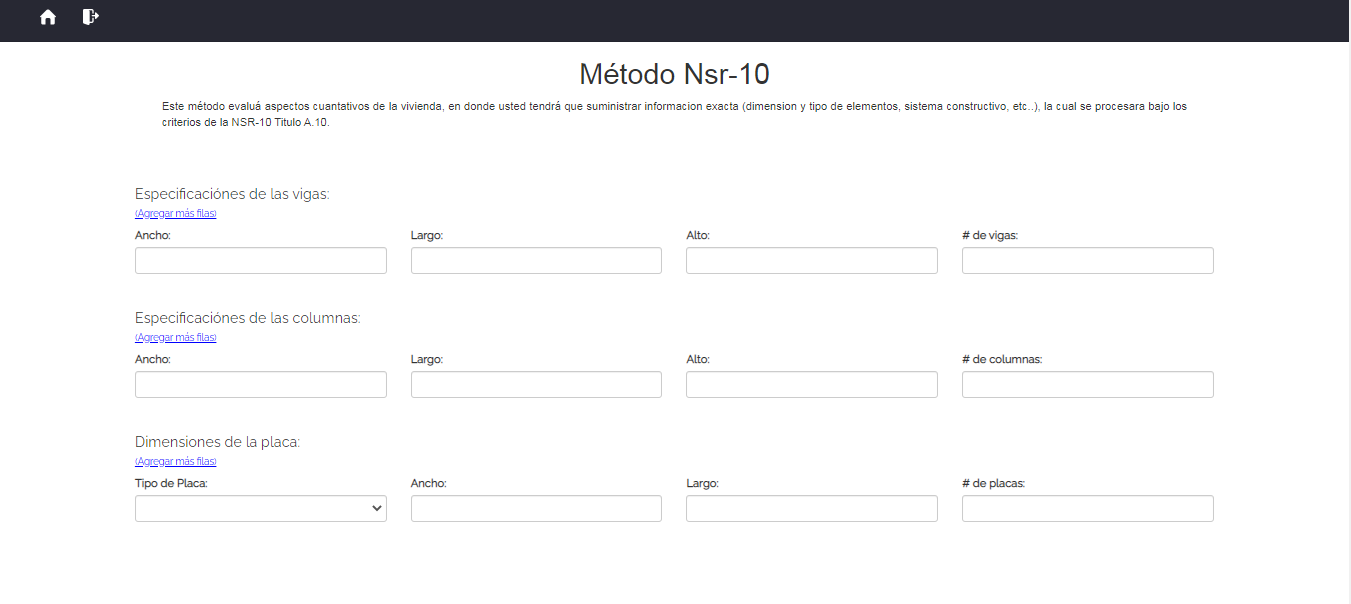 Método Nsr-10
Este método evaluá aspectos cuantativos de la vivienda, en donde usted tendrá que suministrar informacion exacta (dimension y tipo de elementos, sistema constructivo, etc..), la cual se procesara bajo los
criterios de la NSR-10 Titulo A.10.
Especificaciónes de las vigas:
(Agregar más filas)
Ancho: Largo: Alto: # de vigas:
Especificaciónes de las columnas:
(Agregar más filas)
Ancho: Largo: Alto: # de columnas:
Dimensiones de la placa:
(Agregar más filas)
Tipo de Placa: Ancho: Largo: # de placas: